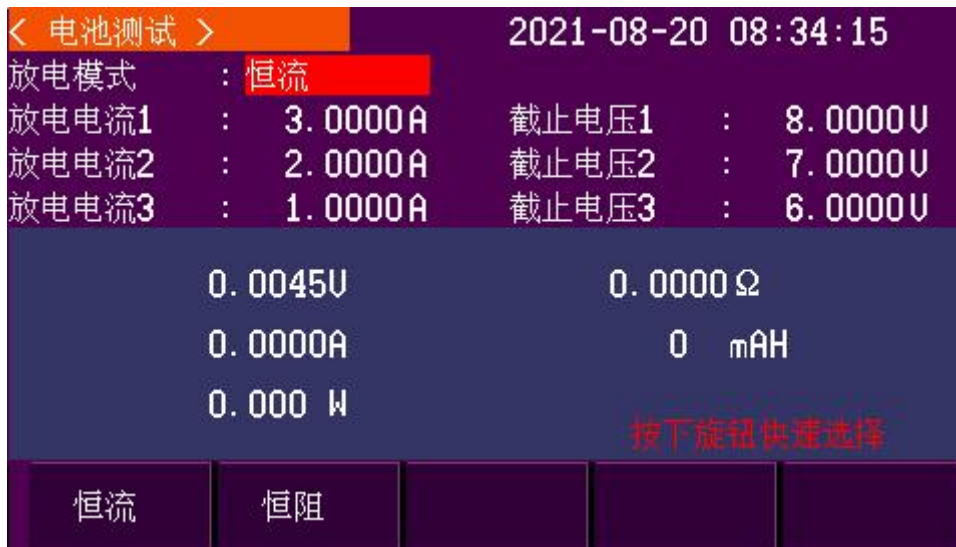 < 电池测试 > 2021-08-20 08:34:15
放电模式 : 恒流
放电电流1 : 3.0000A 截止电压1 : 8.0000V
放电电流2 : 2.0000A 截止电压2 : 7.0000V
放电电流3 : 1.0000A 截止电压3 : 6.0000V
0.0045V 0.0000Ω
0.0000A 0 mAH
0.000 W
按下旋钮快速选择
恒流 恒阻